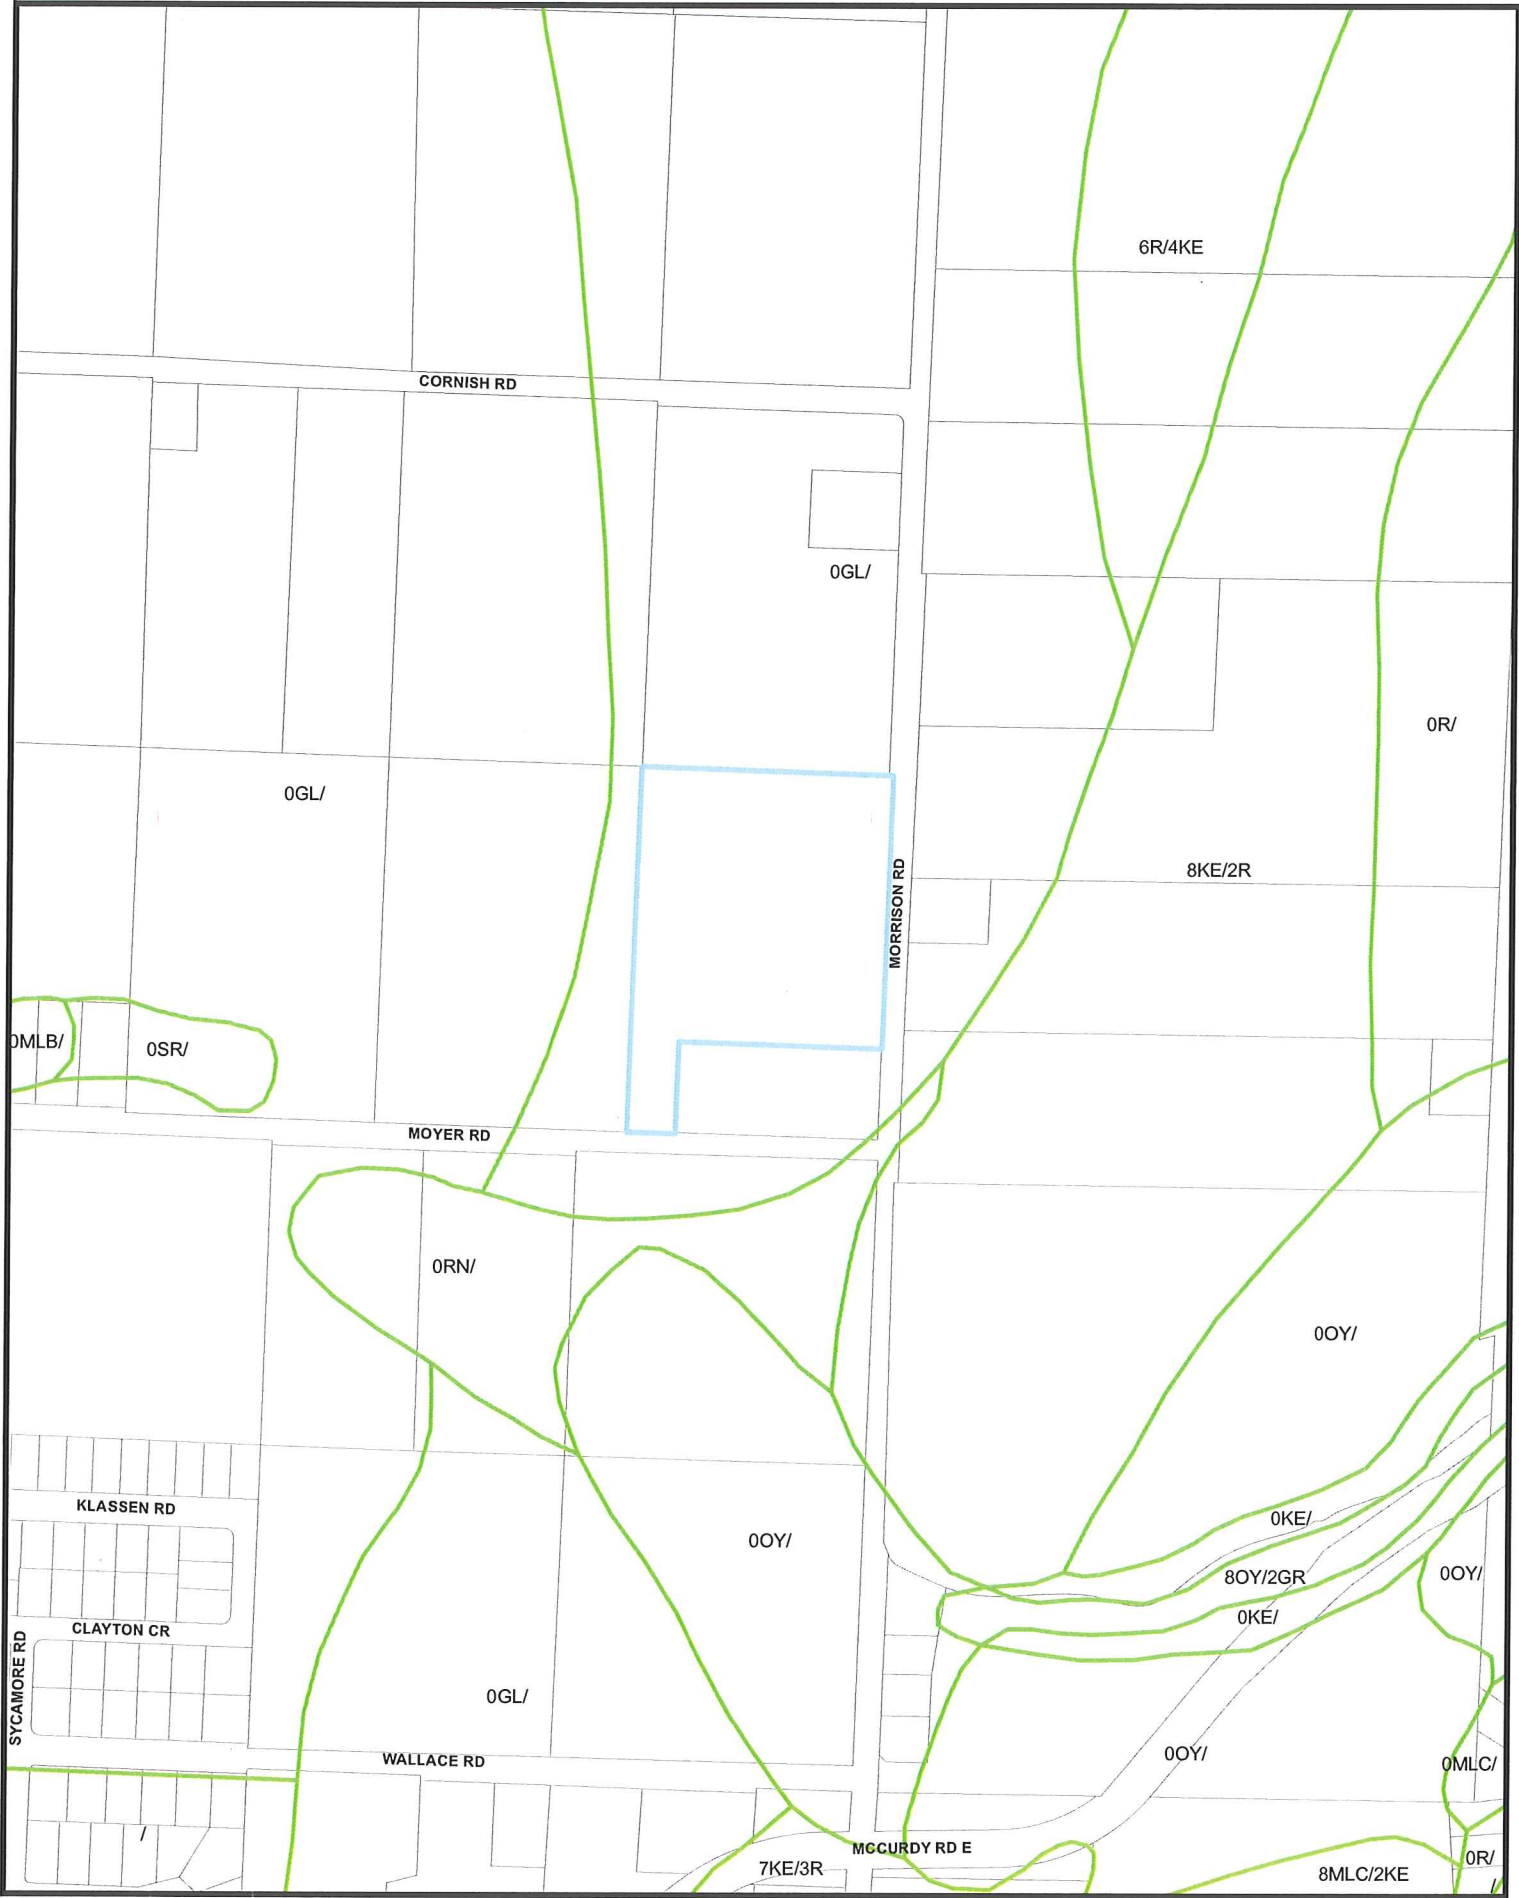 6R/4KE
CORNISH RD
0GL/
0R/
0GL/
8KE/2R
MORRISON RD
0MLB/
0SR/
MOYER RD
0RN/
0OY/
KLASSEN RD
0KE/
0OY/
8OY/2GR
0OY/
0KE/
CLAYTON CR
SYCAMORE RD
0GL/
WALLACE RD
0OY/
0MLC/
/
MCCURDY RD E
7KE/3R
8MLC/2KE
0R/
/